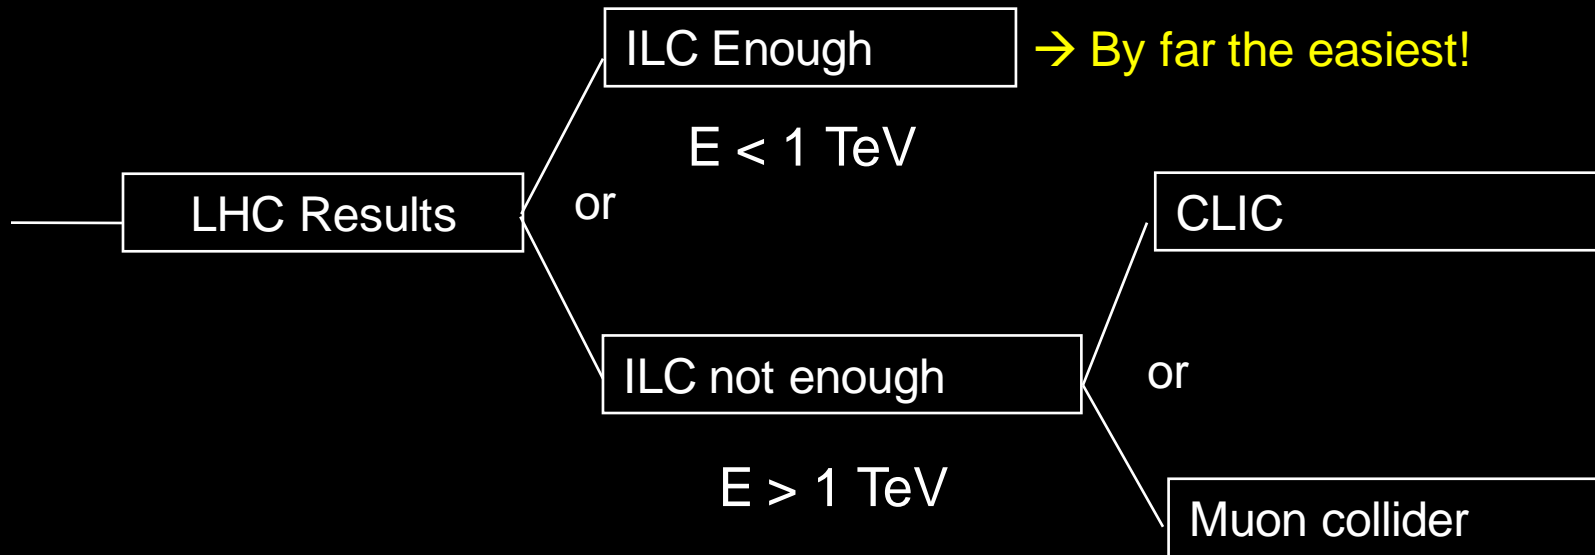 ILC Enough
→ By far the easiest!
E < 1 TeV
LHC Results
or
CLIC
ILC not enough
or
E > 1 TeV
Muon collider